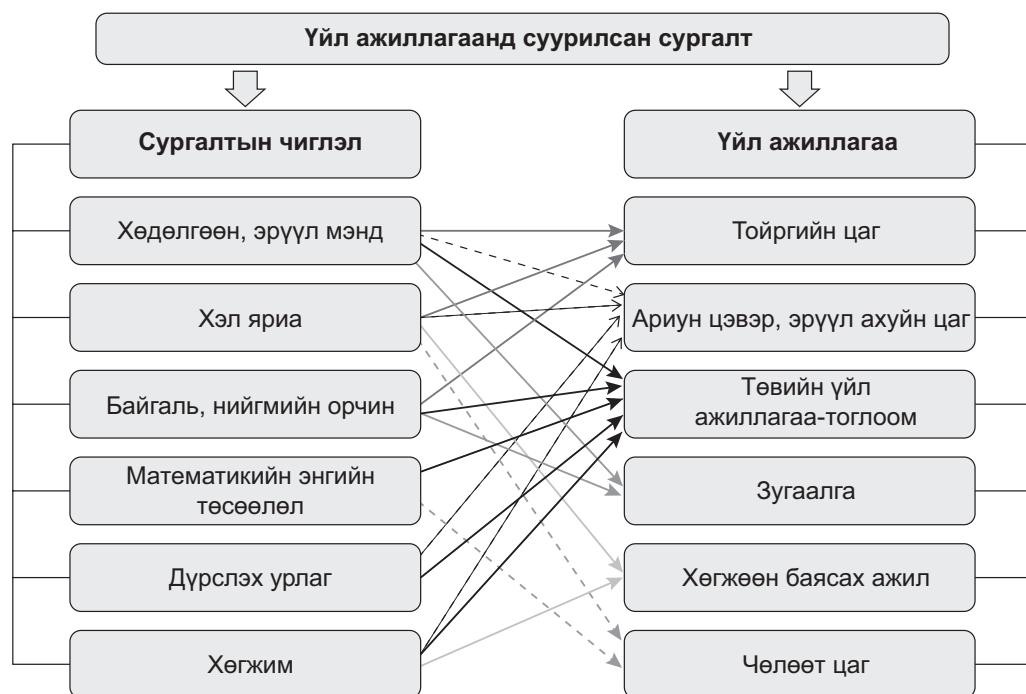 Үйл ажиллагаанд суурилсан сургалт
Сургалтын чиглэл
Хөдөлгөөн, эрүүл мэнд
Хэл яриа
Байгаль, нийгмийн орчин
Математикийн энгийн
төсөөлөл
Дүрслэх урлаг
Хөгжим
Үйл ажиллагаа
Тойргийн цаг
Ариун цэвэр, эрүүл ахуйн цаг
Төвийн үйл
ажиллагаа-тоглоом
Зугаалга
Хөгжөөн баясах ажил
Чөлөөт цаг